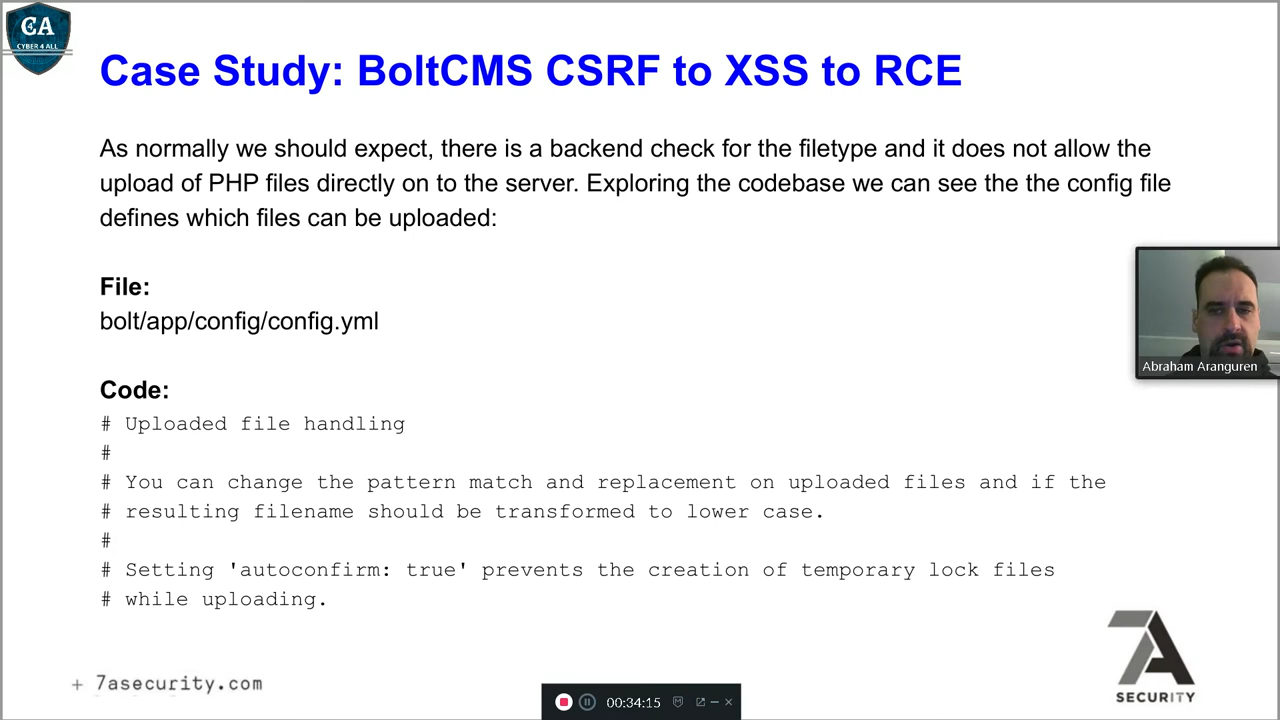 CA
CYBER 4 ALL
Case Study: BoltCMS CSRF to XSS to RCE
As normally we should expect, there is a backend check for the filetype and it does not allow the
upload of PHP files directly on to the server. Exploring the codebase we can see the the config file
defines which files can be uploaded:
File:
bolt/app/config/config.yml
Abraham Aranguren
Code:
# Uploaded file handling
#
# You can change the pattern match and replacement on uploaded files and if the
# resulting filename should be transformed to lower case.
#
# Setting 'autoconfirm: true' prevents the creation of temporary lock files
# while uploading.
+ 7asecurity.com
00:34:15
7A
SECURITY